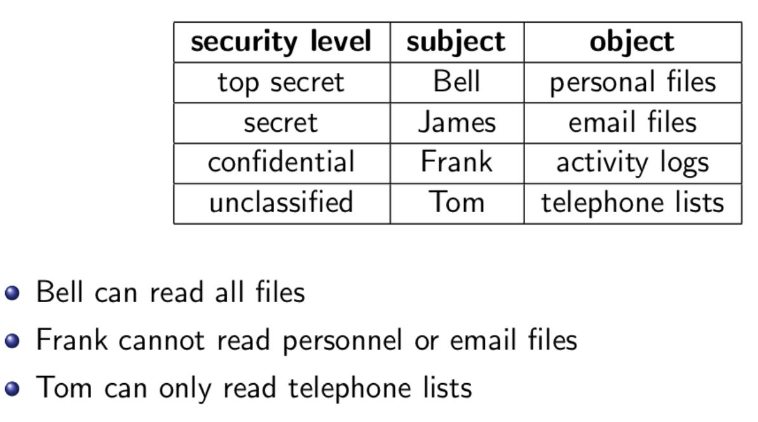 security level subject object
top secret Bell personal files
secret James email files
confidential Frank activity logs
unclassified Tom telephone lists
Bell can read all files
Frank cannot read personnel or email files
Tom can only read telephone lists